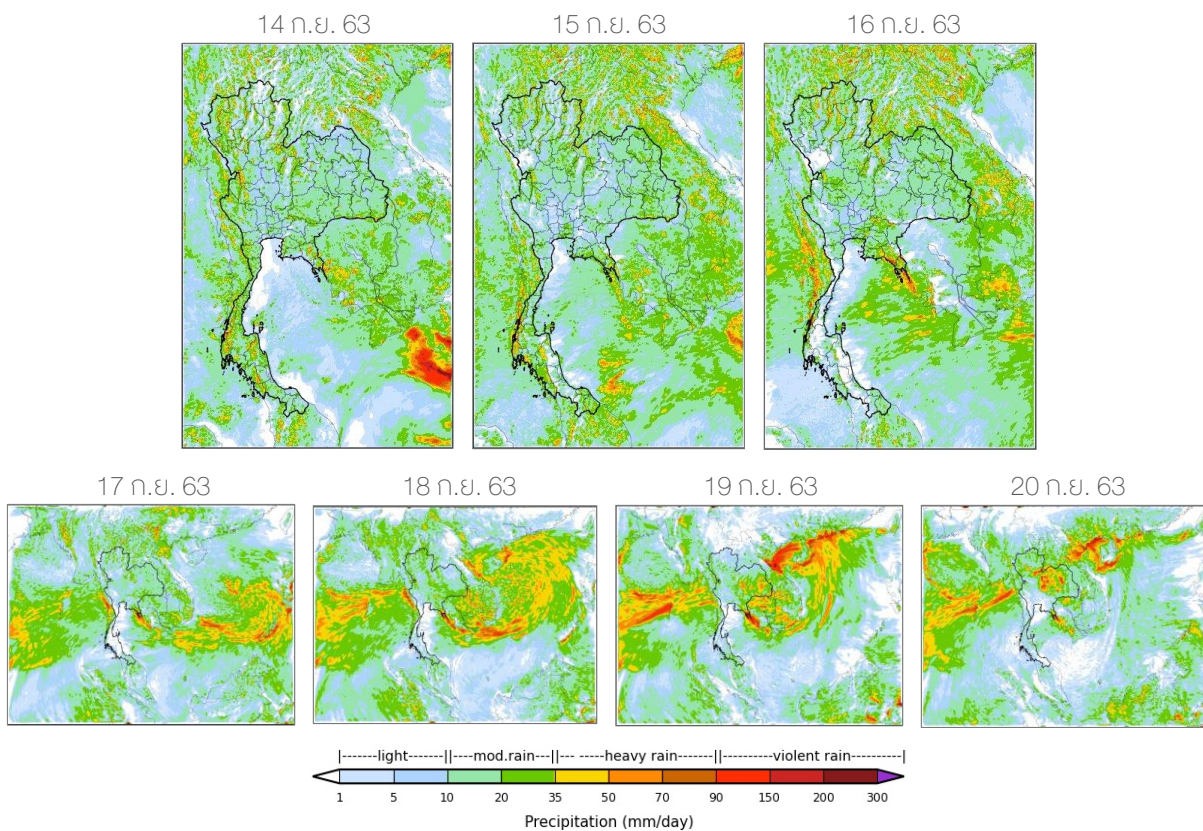 14 ก.ย. 63 15 ก.ย. 63 16 ก.ย. 63
17 ก.ย. 63 18 ก.ย. 63 19 ก.ย. 63 20 ก.ย. 63
|------light------||----mod.rain---||--- ----heavy rain------||---------violent rain-----------|
1 5 10 20 35 50 70 90 150 200 300
Precipitation (mm/day)